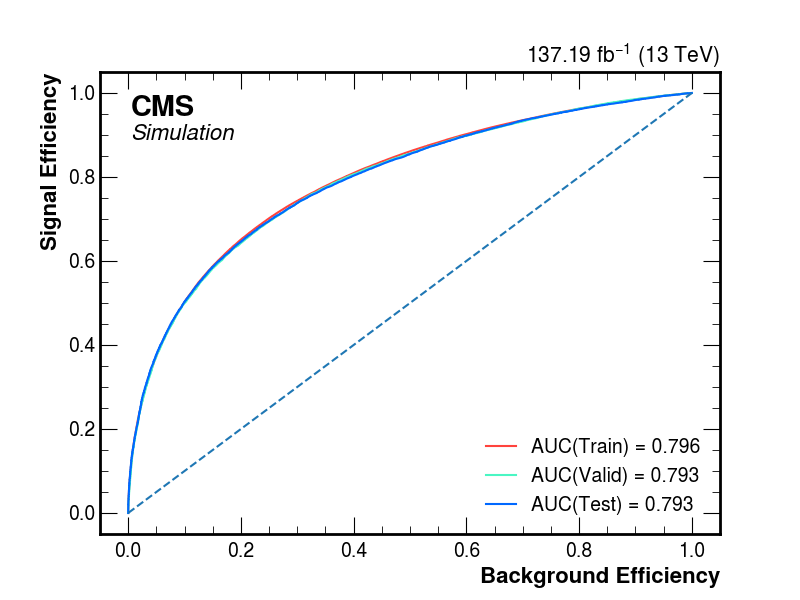 137.19 fb⁻¹ (13 TeV)
CMS
Simulation
Signal Efficiency
1.0
0.8
0.6
0.4
0.2
0.0
AUC(Train) = 0.796
AUC(Valid) = 0.793
AUC(Test) = 0.793
0.0 0.2 0.4 0.6 0.8 1.0
Background Efficiency